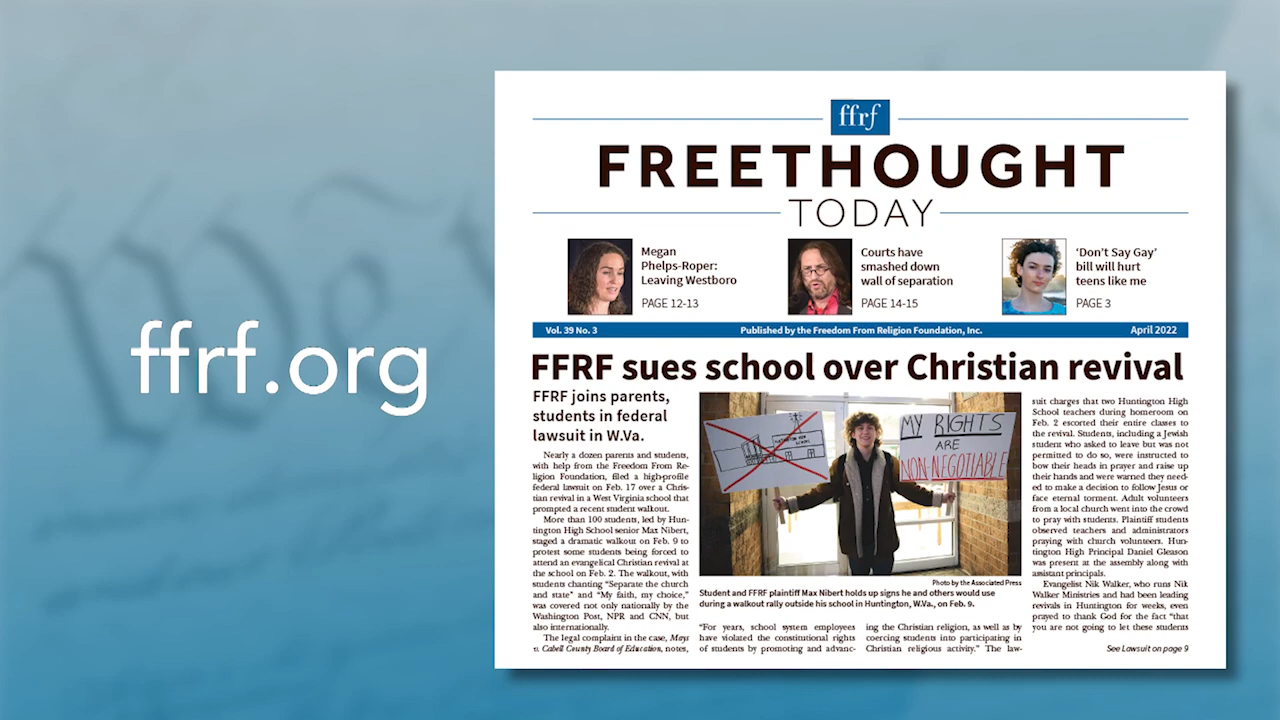 ffrf.org
ffrf
FREETHOUGHT
TODAY
Megan
Phelps-Roper:
Leaving Westboro
PAGE 12-13
Courts have
smashed down
wall of separation
PAGE 14-15
‘Don’t Say Gay’
bill will hurt
teens like me
PAGE 3
Vol. 39 No. 3 Published by the Freedom From Religion Foundation, Inc. April 2022
FFRF sues school over Christian revival
FFRF joins parents,
students in federal
lawsuit in W.Va.
Nearly a dozen parents and students,
with help from the Freedom From Re-
ligion Foundation, filed a high-profile
federal lawsuit on Feb. 17 over a Chris-
tian revival in a West Virginia school that
prompted a recent student walkout.
More than 100 students, led by Hun-
tington High School senior Max Nibert,
staged a dramatic walkout on Feb. 9 to
protest some students being forced to
attend an evangelical Christian revival at
the school on Feb. 2. The walkout, with
students chanting “Separate the church
and state” and “My faith, my choice,”
was covered not only nationally by the
Washington Post, NPR and CNN, but
also internationally.
The legal complaint in the case, Mays
v. Cabell County Board of Education, notes,
MY RIGHTS
ARE
NON-NEGOTIABLE
Photo by the Associated Press
Student and FFRF plaintiff Max Nibert holds up signs he and others would use
during a walkout rally outside his school in Huntington, W.Va., on Feb. 9.
“For years, school system employees
have violated the constitutional rights
of students by promoting and advanc-
ing the Christian religion, as well as by
coercing students into participating in
Christian religious activity.” The law-
suit charges that two Huntington High
School teachers during homeroom on
Feb. 2 escorted their entire classes to
the revival. Students, including a Jewish
student who asked to leave but was not
permitted to do so, were instructed to
bow their heads in prayer and raise up
their hands and were warned they need-
ed to make a decision to follow Jesus or
face eternal torment. Adult volunteers
from a local church went into the crowd
to pray with students. Plaintiff students
observed teachers and administrators
praying with church volunteers. Hun-
tington High Principal Daniel Gleason
was present at the assembly along with
assistant principals.
Evangelist Nik Walker, who runs Nik
Walker Ministries and had been leading
revivals in Huntington for weeks, even
prayed to thank God for the fact “that
you are not going to let these students
See Lawsuit on page 9